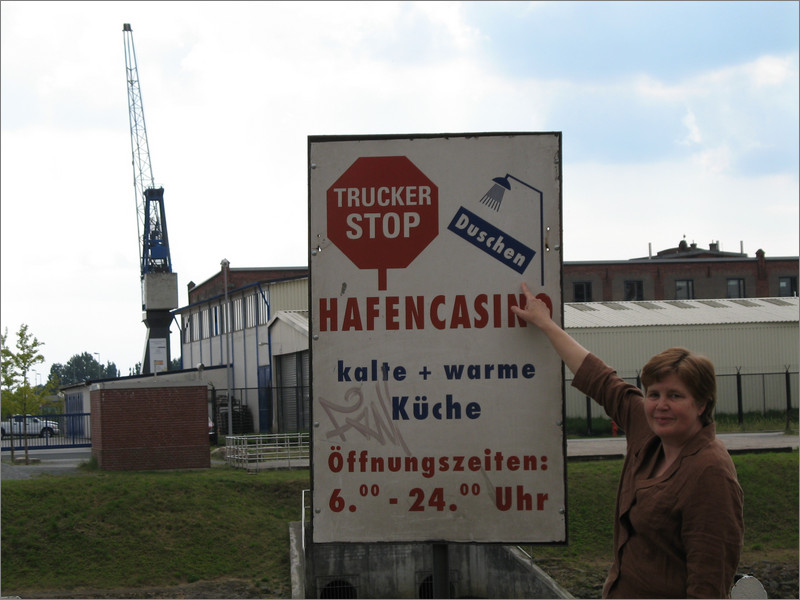 TRUCKER
STOP
Duschen
HAFENCASINO
kalte + warme
Küche
Öffnungszeiten:
6.00 - 24.00 Uhr